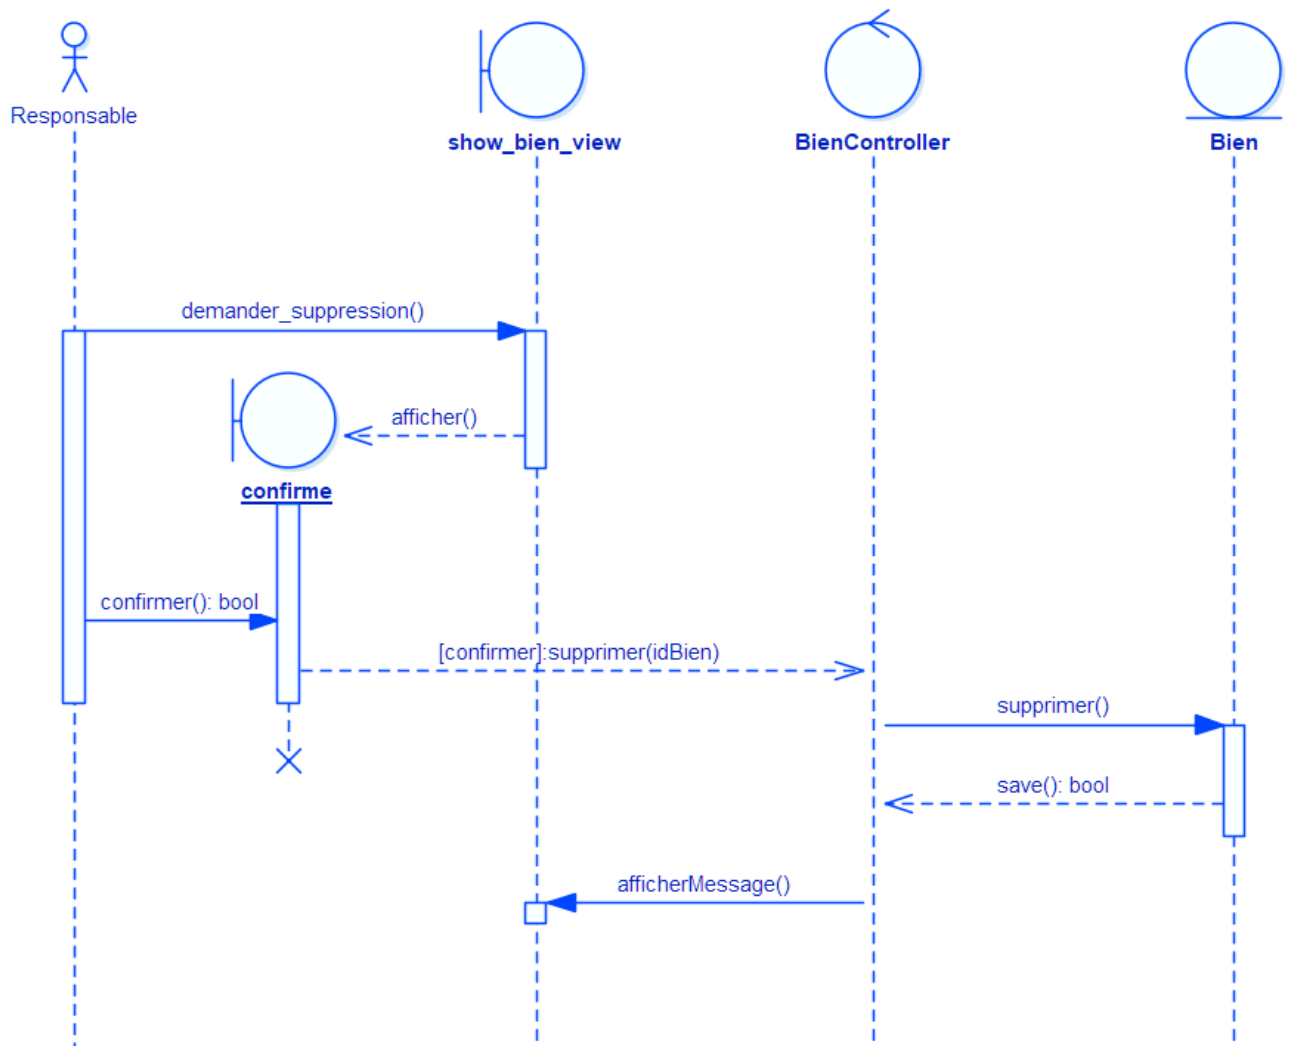 Responsable
show_bien_view
BienController
Bien
demander_suppression()
afficher()
confirme
confirmer(): bool
[confirmer]:supprimer(idBien)
supprimer()
save(): bool
afficherMessage()